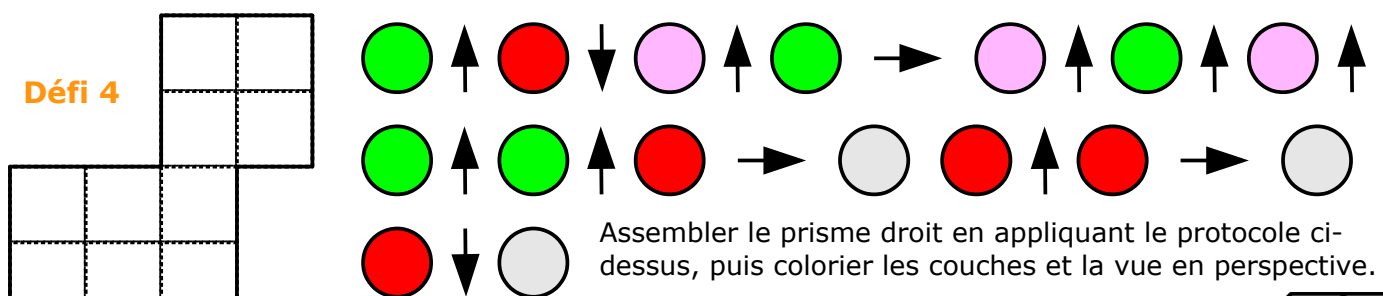 Défi 4
Assembler le prisme droit en appliquant le protocole ci-
dessus, puis colorier les couches et la vue en perspective.